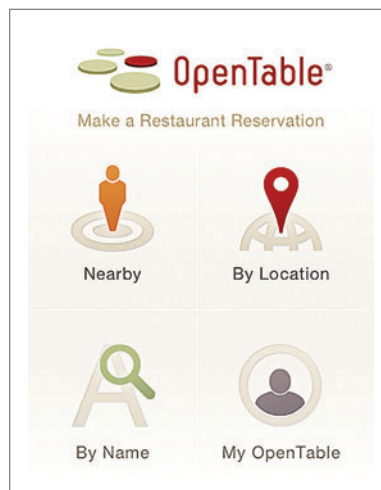 OpenTable®
Make a Restaurant Reservation
Nearby
By Location
By Name
My OpenTable